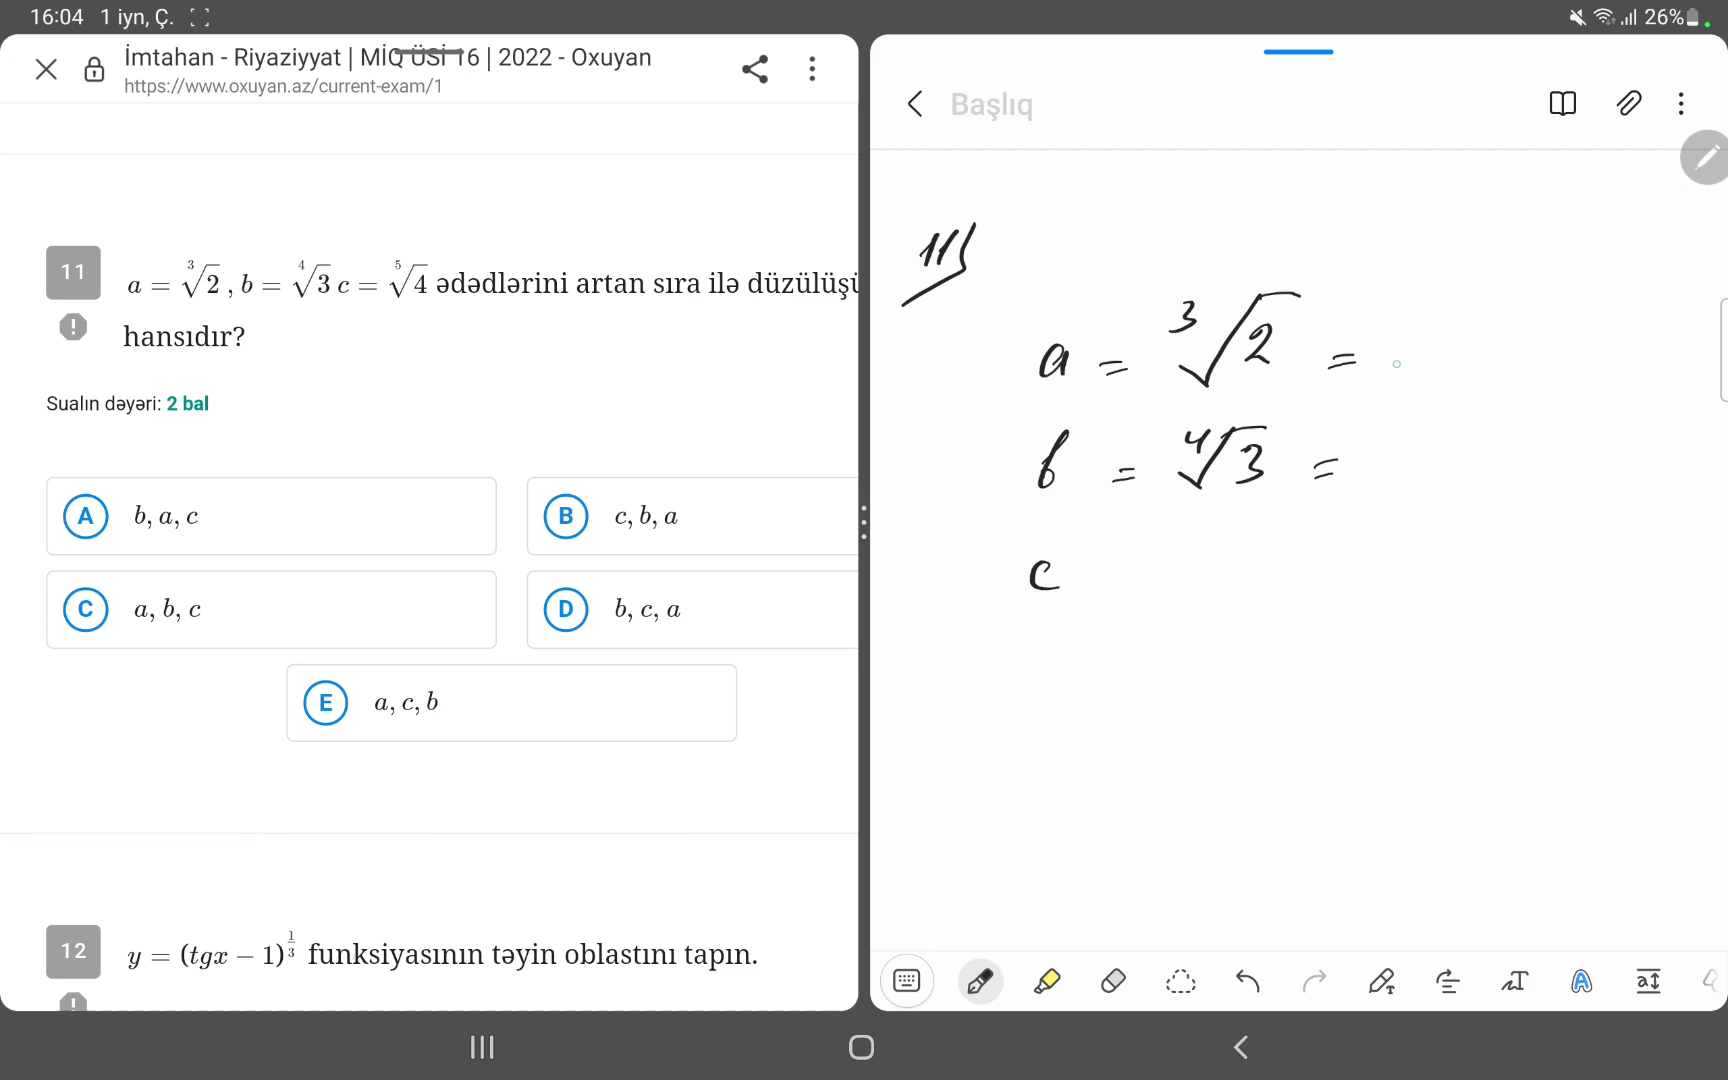 16:04 1 iyn, Ç. 26%
İmtahan - Riyaziyyat | MİQ ÜSİ 16 | 2022 - Oxuyan
https://www.oxuyan.az/current-exam/1
11
a = ∛2 , b = ∜3 c = ⁵√4 ədədlərini artan sıra ilə düzülüşü
hansıdır?
Sualın dəyəri: 2 bal
A b, a, c
B c, b, a
C a, b, c
D b, c, a
E a, c, b
12
y = (tgx − 1)^(1/3) funksiyasının təyin oblastını tapın.
Başlıq
11
a = ∛2 =
b = ∜3 =
c